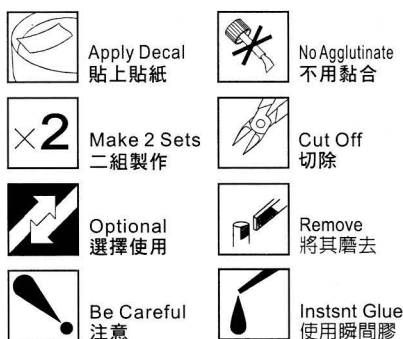 Apply Decal
貼上貼紙
No Agglutinate
不用黏合
×2
Make 2 Sets
二組製作
Cut Off
切除
Optional
選擇使用
Remove
將其磨去
Be Careful
注意
Instsnt Glue
使用瞬間膠